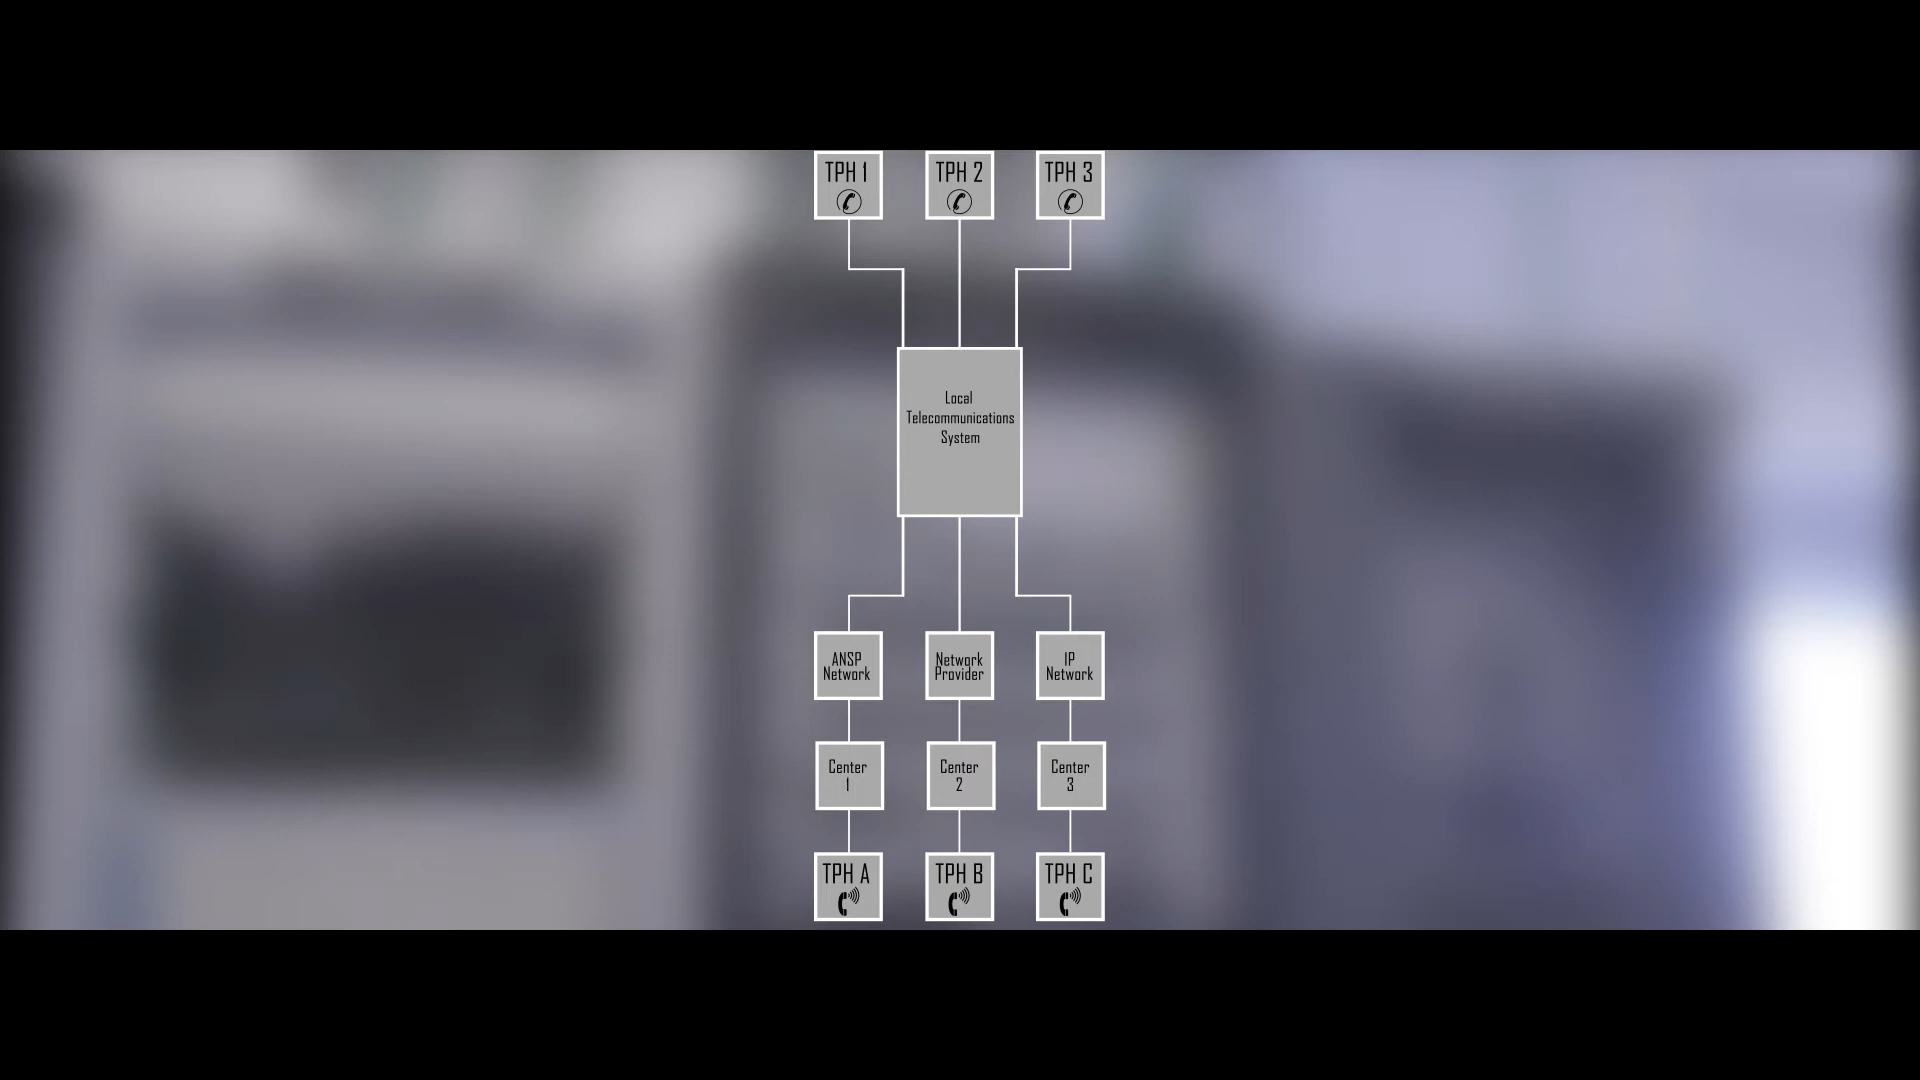 TPH 1
TPH 2
TPH 3
Local
Telecommunications
System
ANSP
Network
Network
Provider
IP
Network
Center
1
Center
2
Center
3
TPH A
TPH B
TPH C